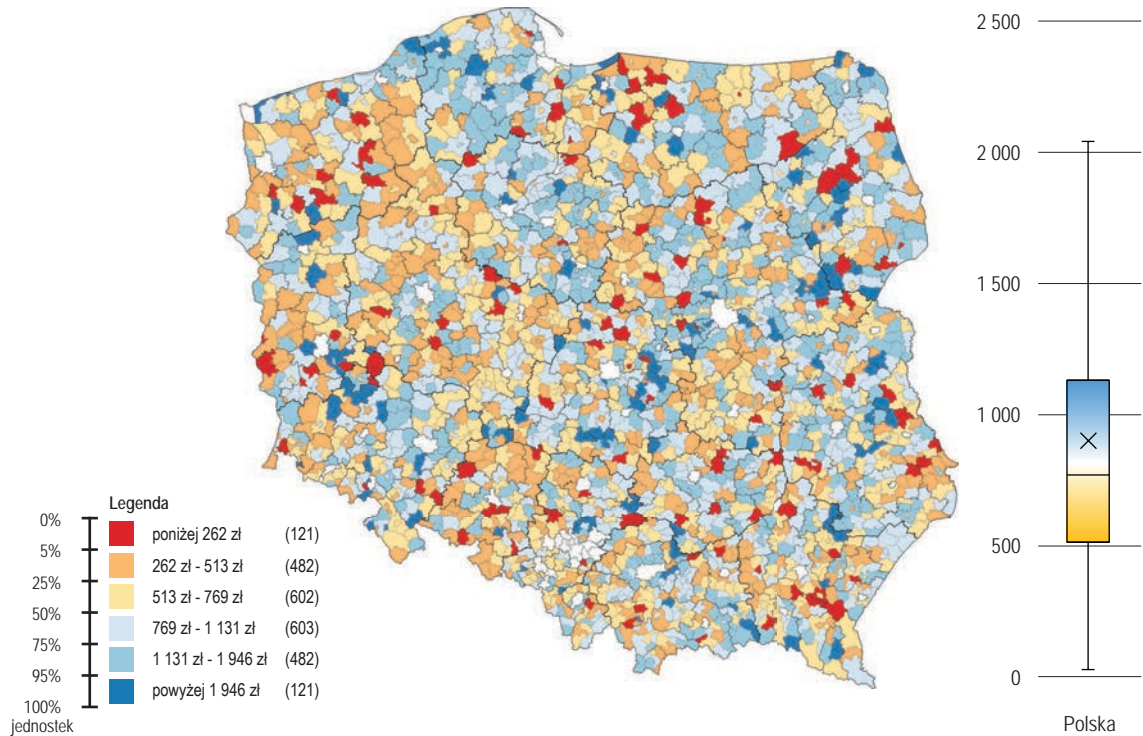 Legenda
0%
5%
25%
50%
75%
95%
100%
jednostek
poniżej 262 zł (121)
262 zł - 513 zł (482)
513 zł - 769 zł (602)
769 zł - 1 131 zł (603)
1 131 zł - 1 946 zł (482)
powyżej 1 946 zł (121)
2 500
2 000
1 500
1 000
500
0
Polska